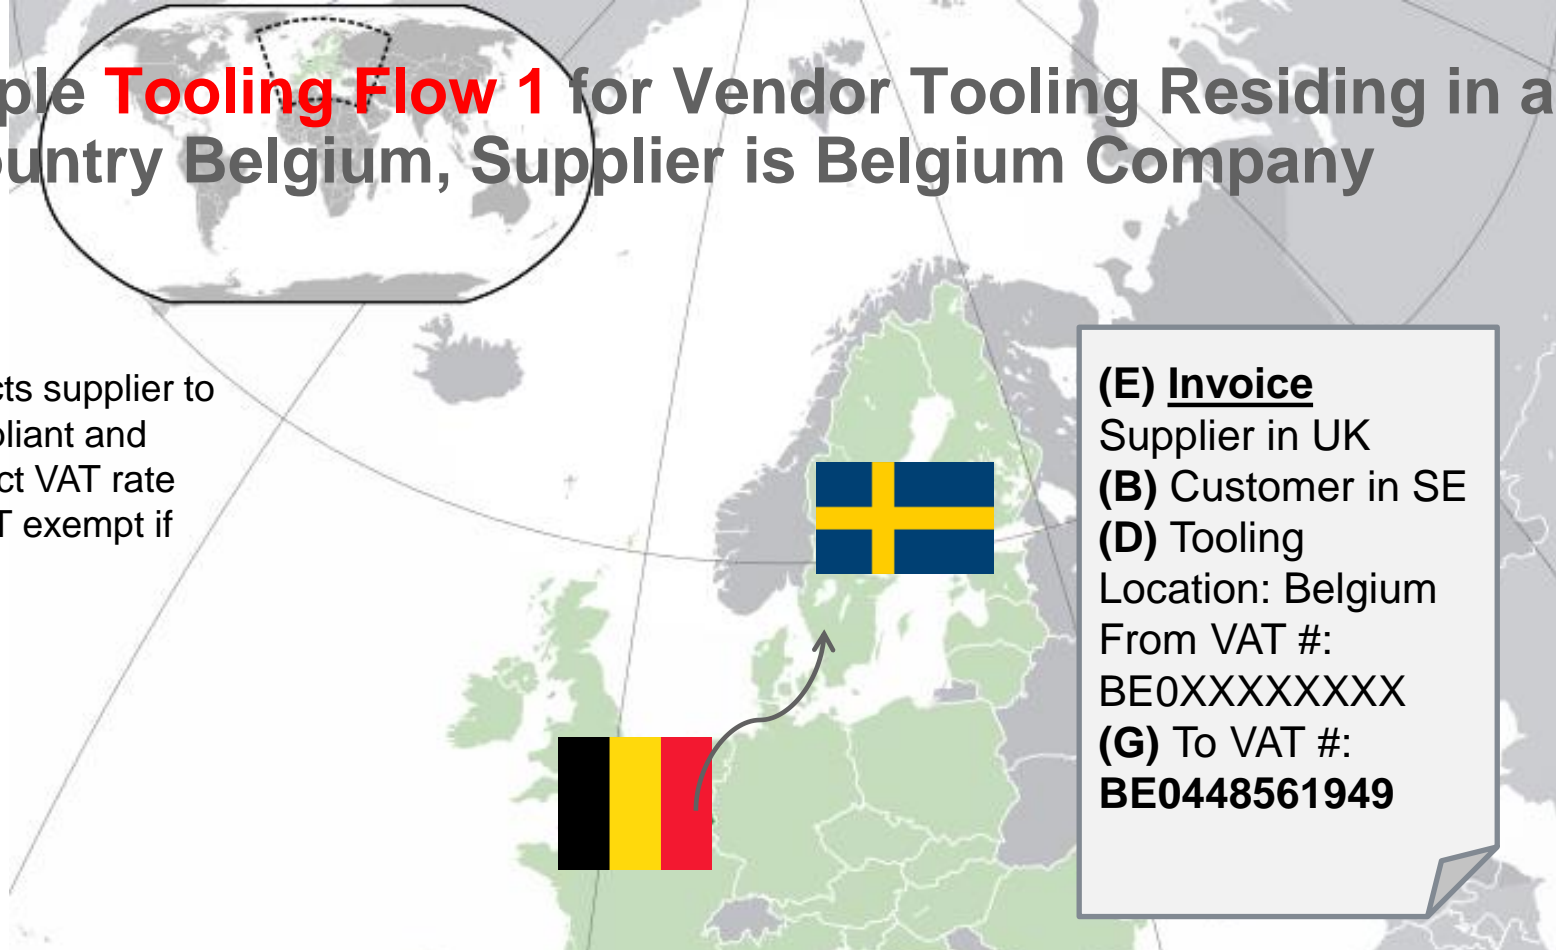 ple Tooling Flow 1 for Vendor Tooling Residing in a
untry Belgium, Supplier is Belgium Company
cts supplier to
liant and
ct VAT rate
T exempt if
(E) Invoice
Supplier in UK
(B) Customer in SE
(D) Tooling
Location: Belgium
From VAT #:
BE0XXXXXXXX
(G) To VAT #:
BE0448561949